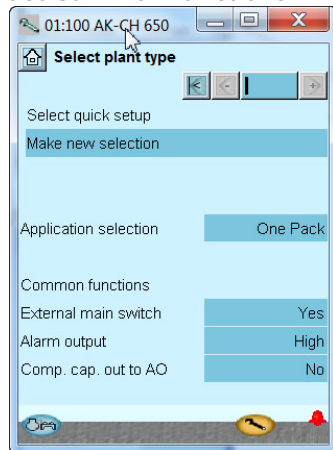 01:100 AK-CH 650
Select plant type
Select quick setup
Make new selection
Application selection One Pack
Common functions
External main switch Yes
Alarm output High
Comp. cap. out to AO No